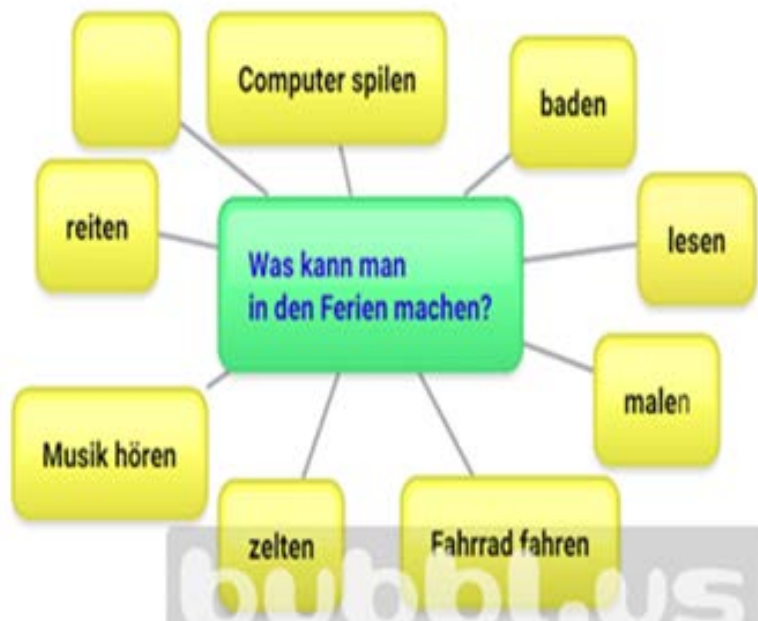 Computer spilen
baden
reiten
lesen
Was kann man
in den Ferien machen?
malen
Musik hören
zelten
Fahrrad fahren
bubbl.us